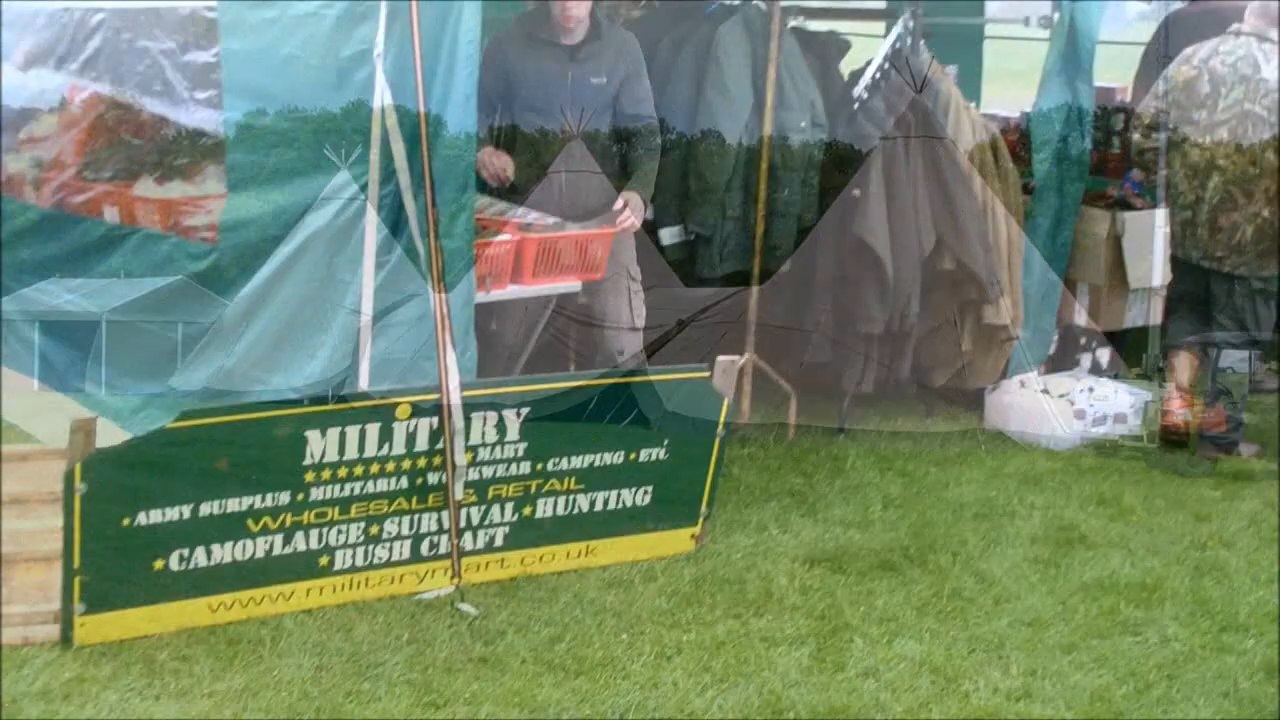 MILiTARY
★★★★★★★★★ ★MART
•ARMY SURPLUS • MILITARIA • WORKWEAR • CAMPING • ETC
WHOLESALE & RETAIL
★CAMOFLAUGE★SURVIVAL★HUNTING
★BUSH CRAFT
www.militarymart.co.uk